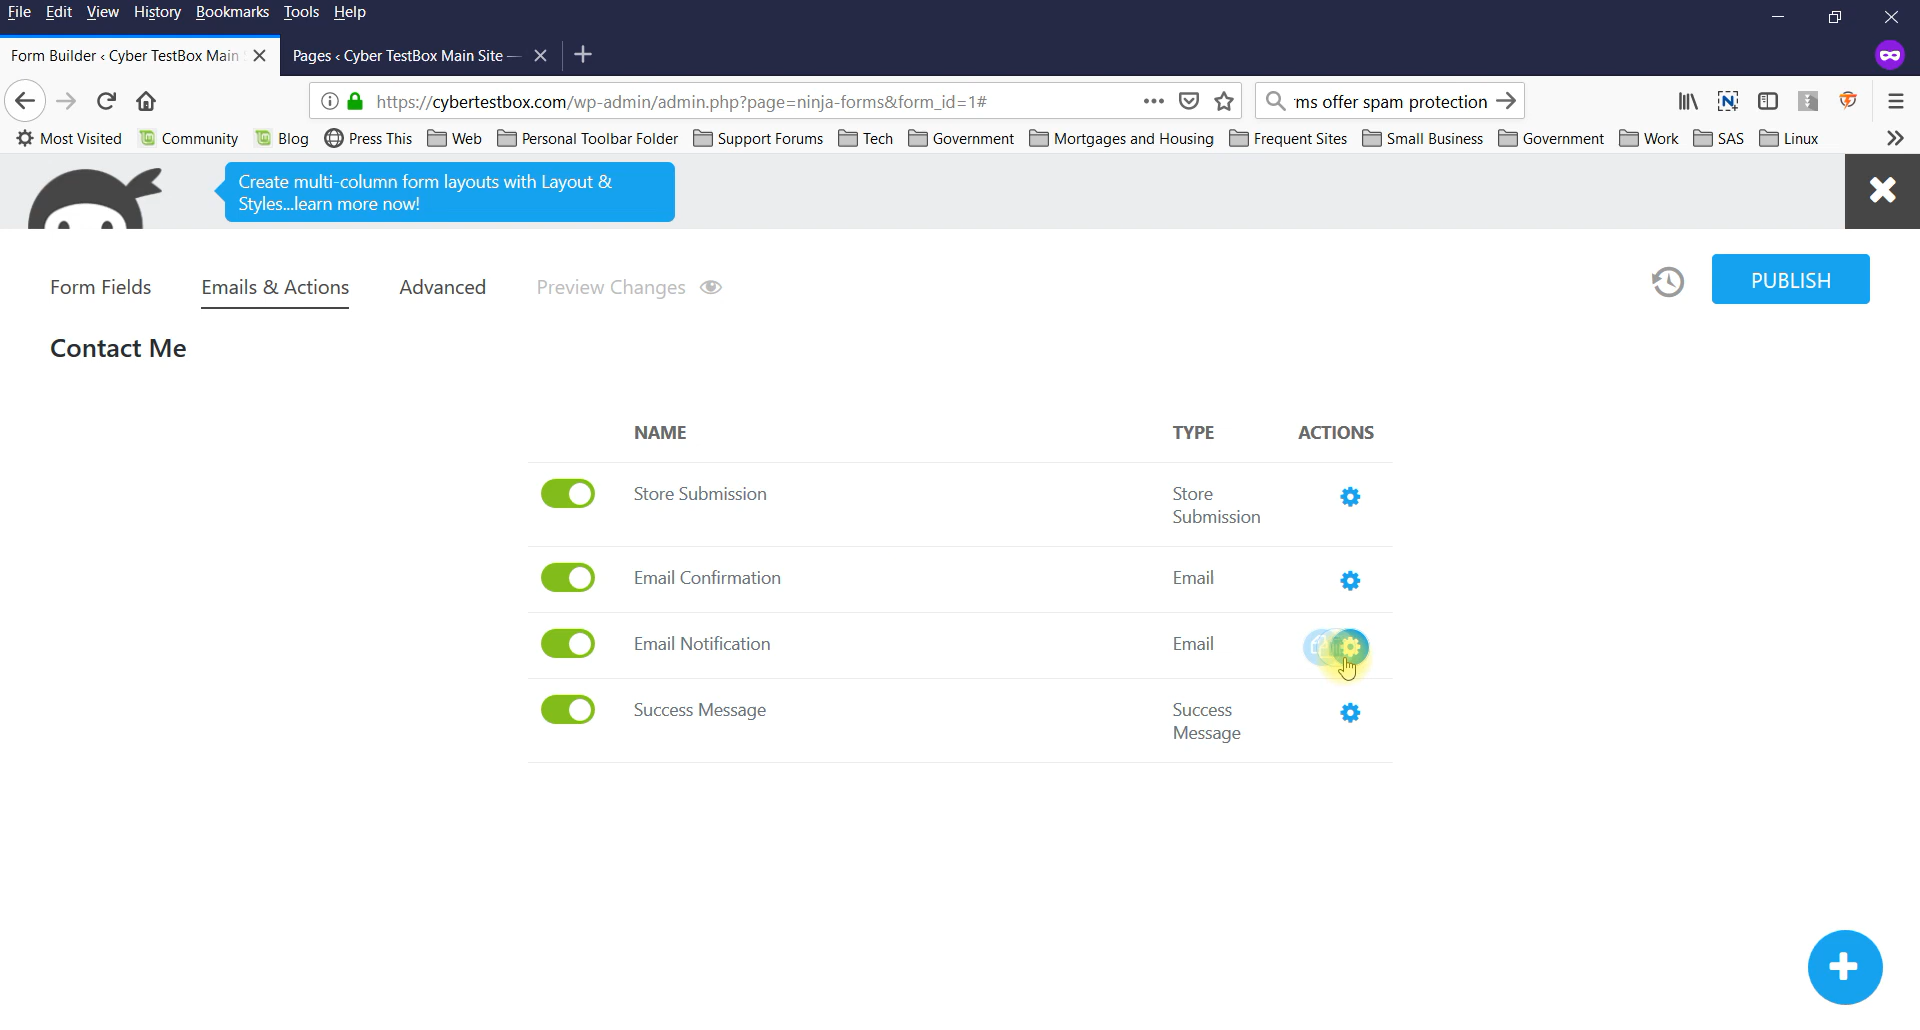 File Edit View History Bookmarks Tools Help
Form Builder ‹ Cyber TestBox Main
Pages ‹ Cyber TestBox Main Site —
https://cybertestbox.com/wp-admin/admin.php?page=ninja-forms&form_id=1#
ms offer spam protection
Most Visited Community Blog Press This Web Personal Toolbar Folder Support Forums Tech Government Mortgages and Housing Frequent Sites Small Business Government Work SAS Linux
Create multi-column form layouts with Layout &
Styles...learn more now!
Form Fields Emails & Actions Advanced Preview Changes
PUBLISH
Contact Me
NAME TYPE ACTIONS
Store Submission Store
Submission
Email Confirmation Email
Email Notification Email
Success Message Success
Message